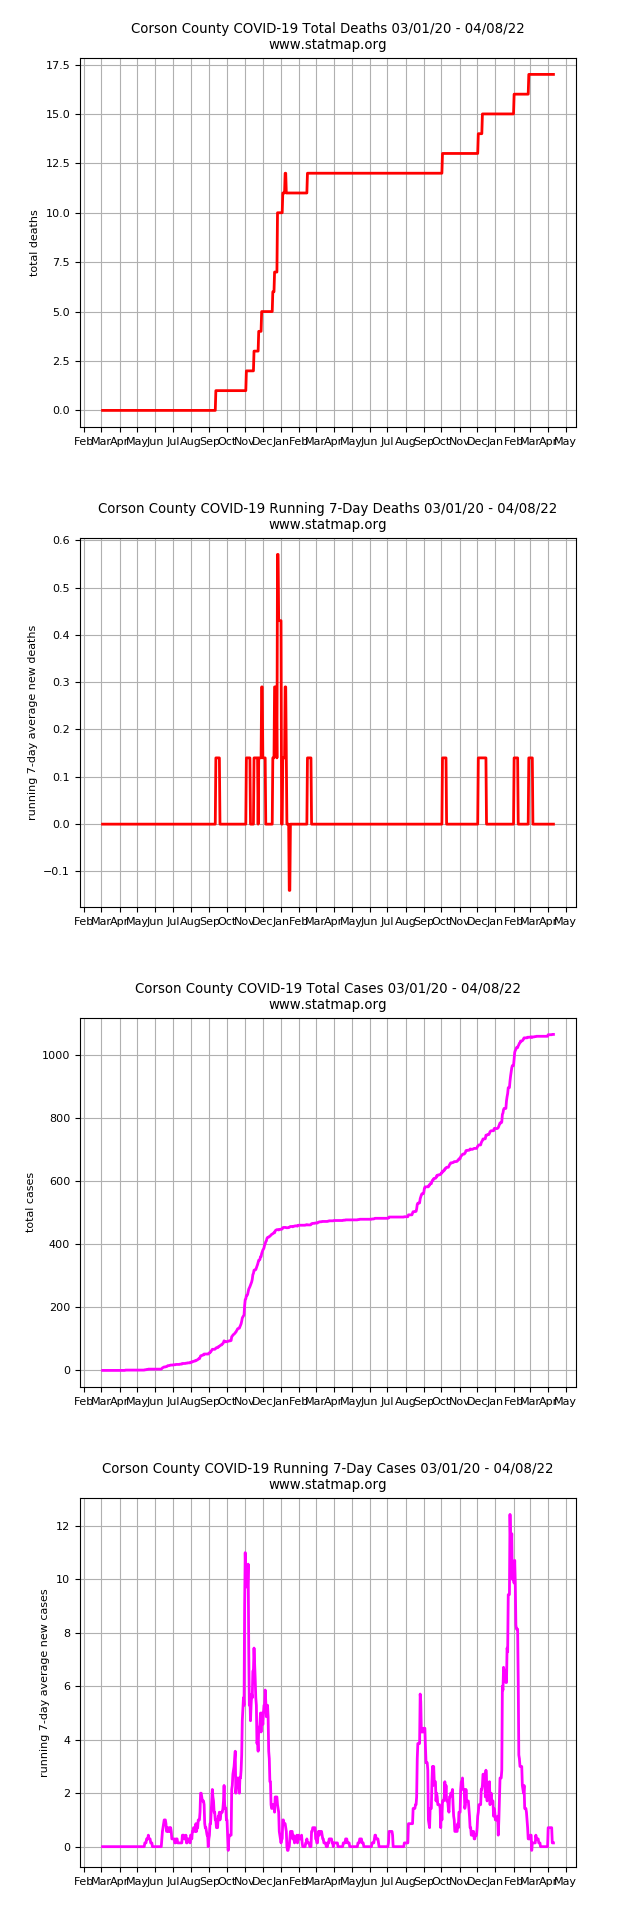 Corson County COVID-19 Total Deaths 03/01/20 - 04/08/22
www.statmap.org
17.5
15.0
12.5
10.0
7.5
5.0
2.5
0.0
total deaths
Feb Mar Apr May Jun Jul Aug Sep Oct Nov Dec Jan Feb Mar Apr May Jun Jul Aug Sep Oct Nov Dec Jan Feb Mar Apr May
Corson County COVID-19 Running 7-Day Deaths 03/01/20 - 04/08/22
www.statmap.org
0.6
0.5
0.4
0.3
0.2
0.1
0.0
−0.1
running 7-day average new deaths
Feb Mar Apr May Jun Jul Aug Sep Oct Nov Dec Jan Feb Mar Apr May Jun Jul Aug Sep Oct Nov Dec Jan Feb Mar Apr May
Corson County COVID-19 Total Cases 03/01/20 - 04/08/22
www.statmap.org
1000
800
600
400
200
0
total cases
Feb Mar Apr May Jun Jul Aug Sep Oct Nov Dec Jan Feb Mar Apr May Jun Jul Aug Sep Oct Nov Dec Jan Feb Mar Apr May
Corson County COVID-19 Running 7-Day Cases 03/01/20 - 04/08/22
www.statmap.org
12
10
8
6
4
2
0
running 7-day average new cases
Feb Mar Apr May Jun Jul Aug Sep Oct Nov Dec Jan Feb Mar Apr May Jun Jul Aug Sep Oct Nov Dec Jan Feb Mar Apr May